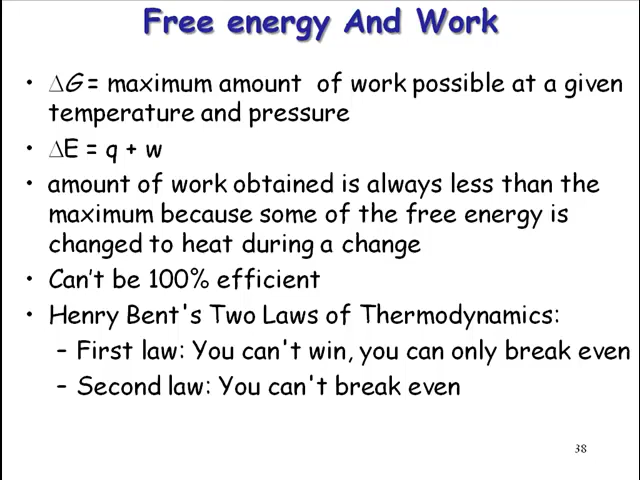 Free energy And Work
• ∆G = maximum amount of work possible at a given
temperature and pressure
• ∆E = q + w
• amount of work obtained is always less than the
maximum because some of the free energy is
changed to heat during a change
• Can't be 100% efficient
• Henry Bent's Two Laws of Thermodynamics:
– First law: You can't win, you can only break even
– Second law: You can't break even
38